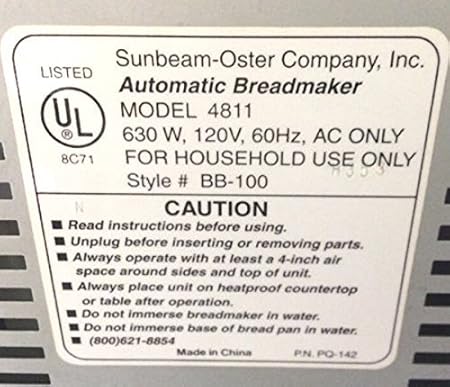 Sunbeam-Oster Company, Inc.
LISTED
Automatic Breadmaker
UL
®
MODEL 4811
630 W, 120V, 60Hz, AC ONLY
8C71
FOR HOUSEHOLD USE ONLY
Style # BB-100
N
CAUTION
■ Read instructions before using.
■ Unplug before inserting or removing parts.
■ Always operate with at least a 4-inch air
space around sides and top of unit.
■ Always place unit on heatproof countertop
or table after operation.
■ Do not immerse breadmaker in water.
■ Do not immerse base of bread pan in water.
■ (800)621-8854
Made in China P.N. PQ-142